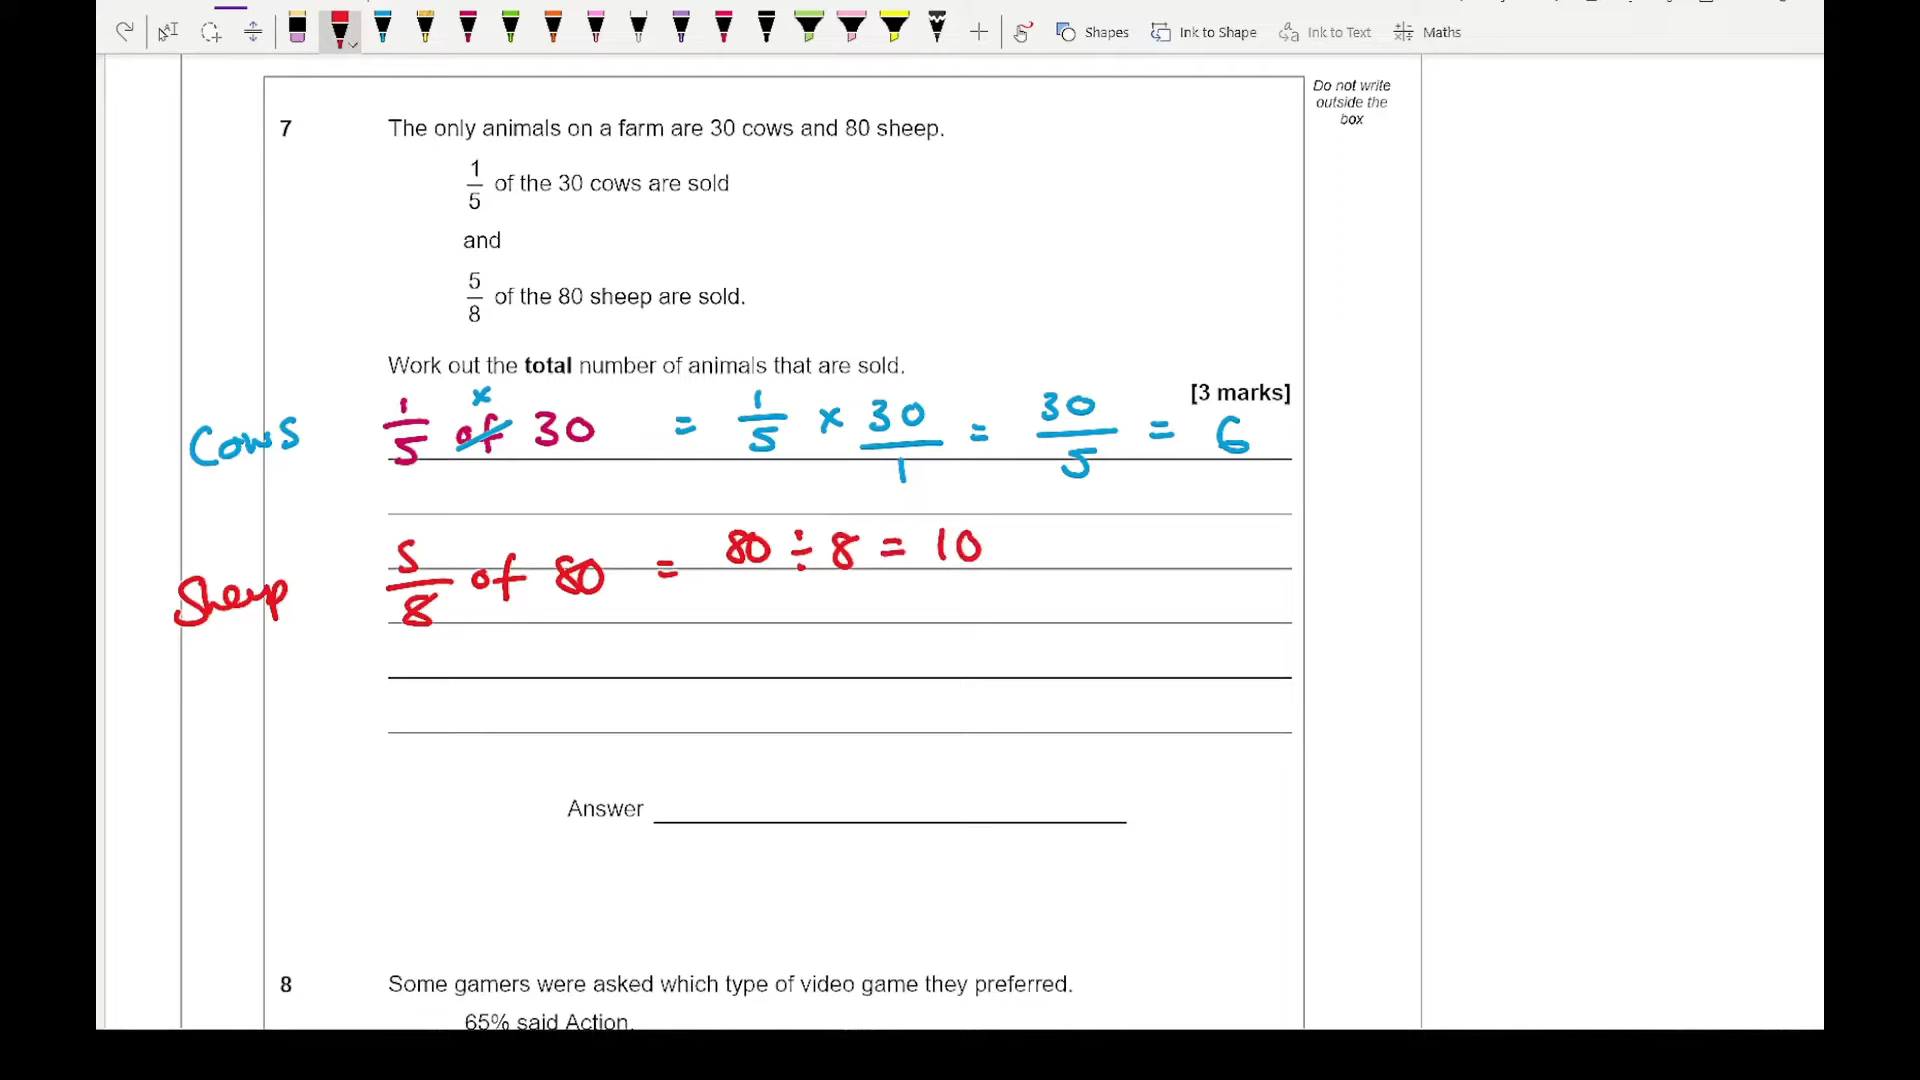 Shapes Ink to Shape Ink to Text Maths
Do not write
outside the
box
7 The only animals on a farm are 30 cows and 80 sheep.
1/5 of the 30 cows are sold
and
5/8 of the 80 sheep are sold.
Work out the total number of animals that are sold.
[3 marks]
Cows 1/5 of × 30 = 1/5 × 30/1 = 30/5 = 6
Sheep 5/8 of 80 = 80 ÷ 8 = 10
Answer
8 Some gamers were asked which type of video game they preferred.
65% said Action.